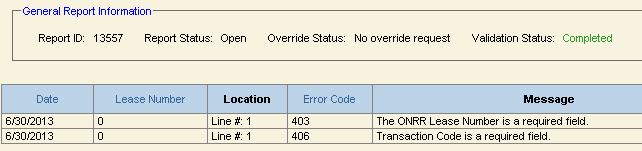 General Report Information
Report ID: 13557 Report Status: Open Override Status: No override request Validation Status: Completed
Date Lease Number Location Error Code Message
6/30/2013 0 Line #: 1 403 The ONRR Lease Number is a required field.
6/30/2013 0 Line #: 1 406 Transaction Code is a required field.